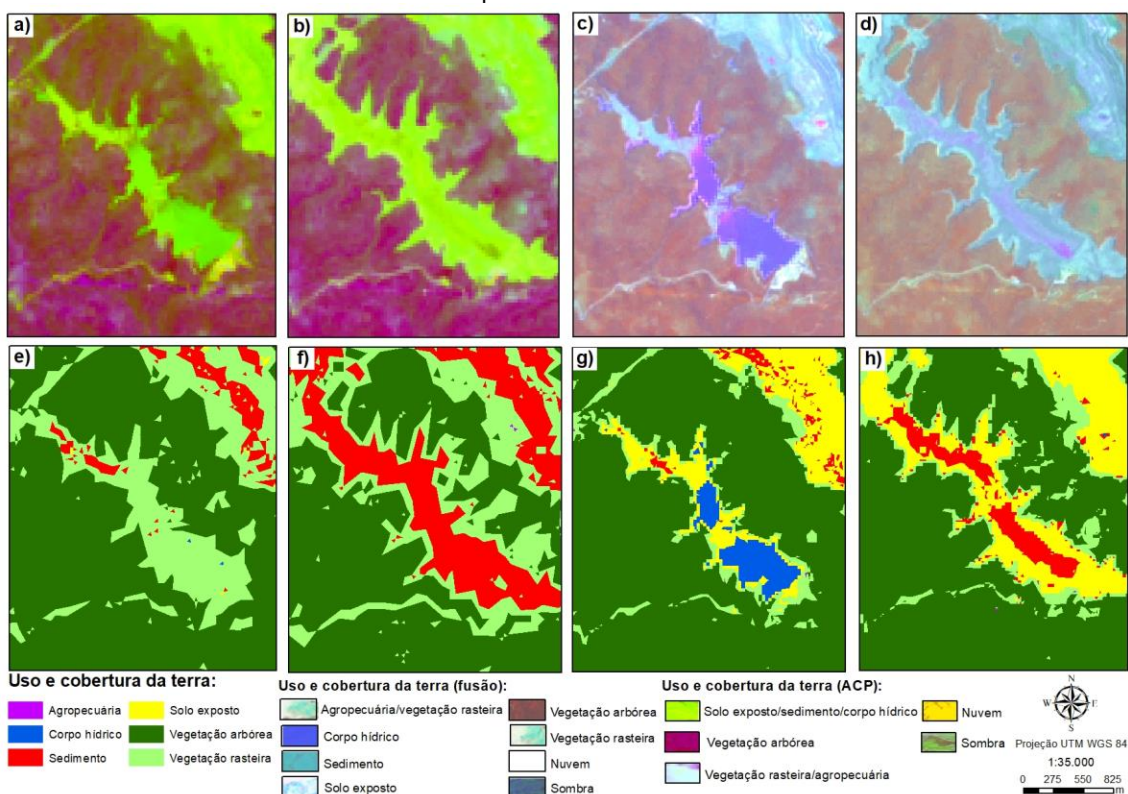 a)
b)
c)
d)
e)
f)
g)
h)
Uso e cobertura da terra:
Agropecuária
Solo exposto
Corpo hídrico
Vegetação arbórea
Sedimento
Vegetação rasteira
Uso e cobertura da terra (fusão):
Agropecuária/vegetação rasteira
Vegetação arbórea
Corpo hídrico
Vegetação rasteira
Sedimento
Nuvem
Solo exposto
Sombra
Uso e cobertura da terra (ACP):
Solo exposto/sedimento/corpo hídrico
Nuvem
Vegetação arbórea
Sombra
Vegetação rasteira/agropecuária
N
W E
S
Projeção UTM WGS 84
1:35.000
0 275 550 825
m